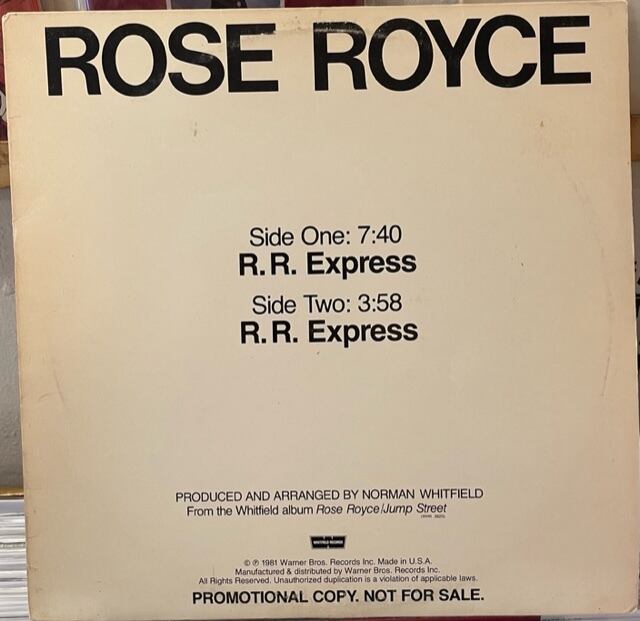 ROSE ROYCE
Side One: 7:40
R.R. Express
Side Two: 3:58
R.R. Express
PRODUCED AND ARRANGED BY NORMAN WHITFIELD
From the Whitfield album Rose Royce/Jump Street
WHITFIELD RECORDS
© ℗ 1981 Warner Bros. Records Inc. Made in U.S.A.
Manufactured & distributed by Warner Bros. Records Inc.
All Rights Reserved. Unauthorized duplication is a violation of applicable laws.
PROMOTIONAL COPY. NOT FOR SALE.